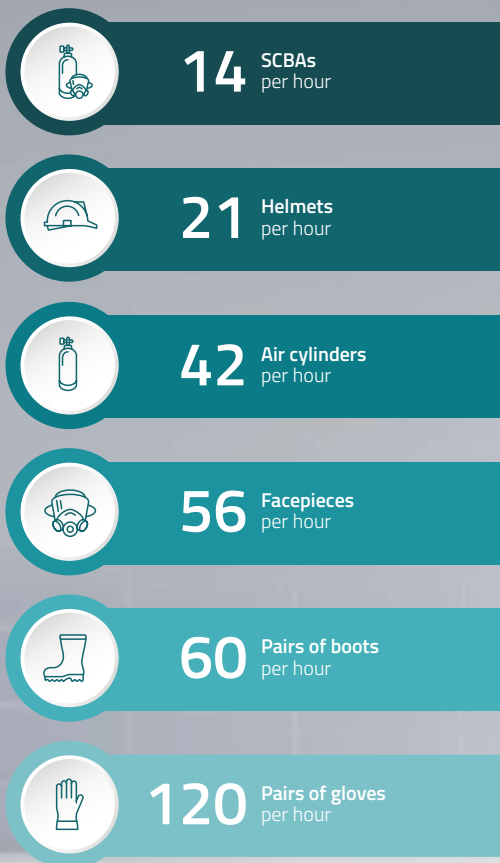 14 SCBAs
per hour
21 Helmets
per hour
42 Air cylinders
per hour
56 Facepieces
per hour
60 Pairs of boots
per hour
120 Pairs of gloves
per hour